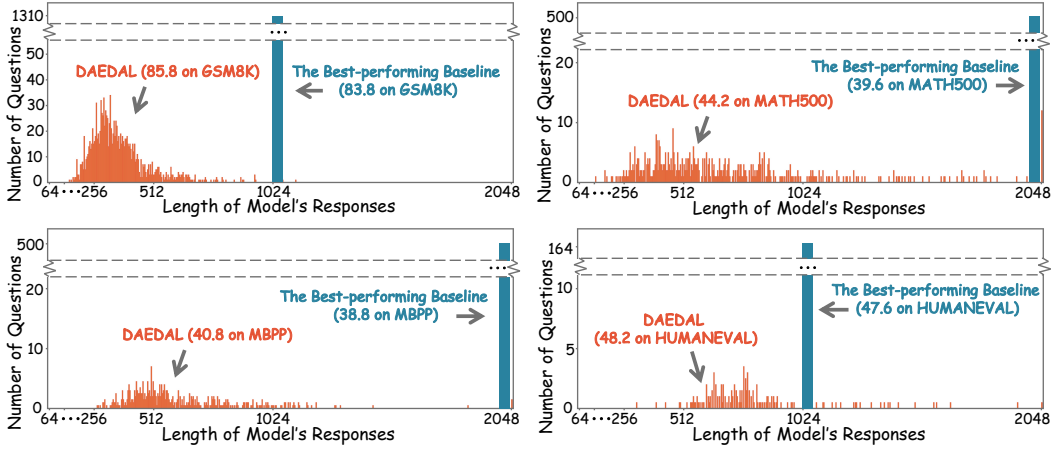 1310
50
40
30
20
10
0
Number of Questions
DAEDAL (85.8 on GSM8K)
The Best-performing Baseline
(83.8 on GSM8K)
64 ••• 256 512 1024 2048
Length of Model's Responses
500
20
10
0
Number of Questions
The Best-performing Baseline
(39.6 on MATH500)
DAEDAL (44.2 on MATH500)
64 ••• 256 512 1024 2048
Length of Model's Responses
500
20
10
0
Number of Questions
The Best-performing Baseline
(38.8 on MBPP)
DAEDAL (40.8 on MBPP)
64 ••• 256 512 1024 2048
Length of Model's Responses
164
10
5
0
Number of Questions
The Best-performing Baseline
(47.6 on HUMANEVAL)
DAEDAL
(48.2 on HUMANEVAL)
64 ••• 256 512 1024 2048
Length of Model's Responses